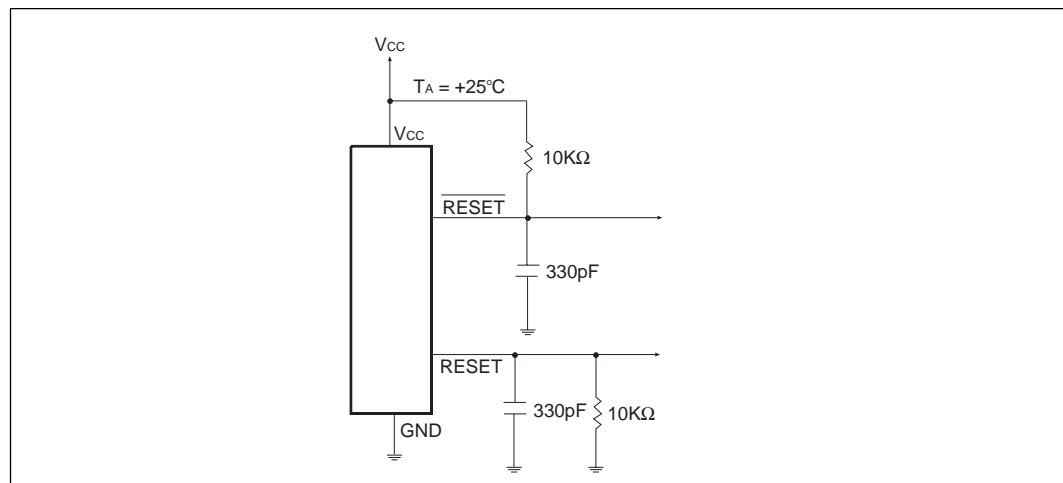 VCC
TA = +25°C
VCC
10KΩ
RESET
330pF
RESET
330pF
10KΩ
GND